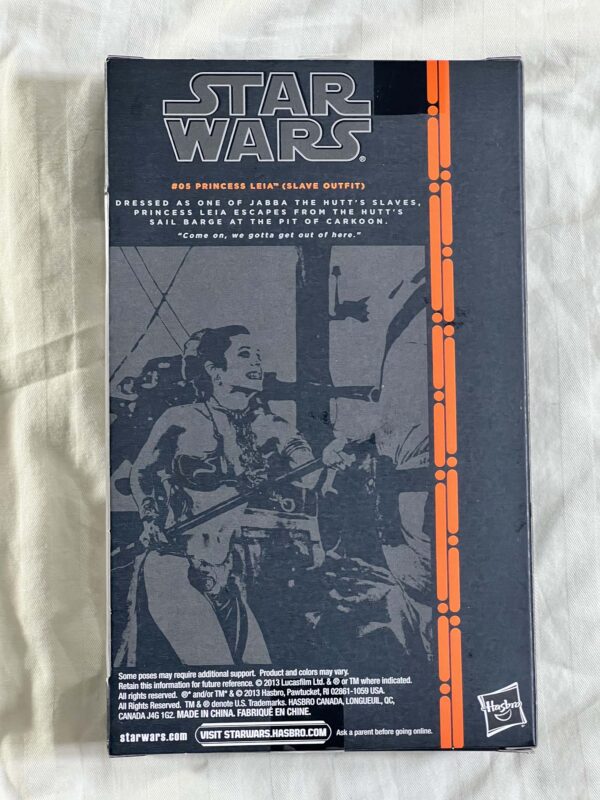 STAR
WARS®
#05 PRINCESS LEIA™ (SLAVE OUTFIT)
DRESSED AS ONE OF JABBA THE HUTT'S SLAVES,
PRINCESS LEIA ESCAPES FROM THE HUTT'S
SAIL BARGE AT THE PIT OF CARKOON.
"Come on, we gotta get out of here."
Some poses may require additional support. Product and colors may vary.
Retain this information for future reference. © 2013 Lucasfilm Ltd. & ® or TM where indicated.
All rights reserved. ®* and/or TM* & © 2013 Hasbro, Pawtucket, RI 02861-1059 USA.
All Rights Reserved. TM & ® denote U.S. Trademarks. HASBRO CANADA, LONGUEUIL, QC,
CANADA J4G 1G2. MADE IN CHINA. FABRIQUÉ EN CHINE.
starwars.com VISIT STARWARS.HASBRO.COM Ask a parent before going online.
Hasbro